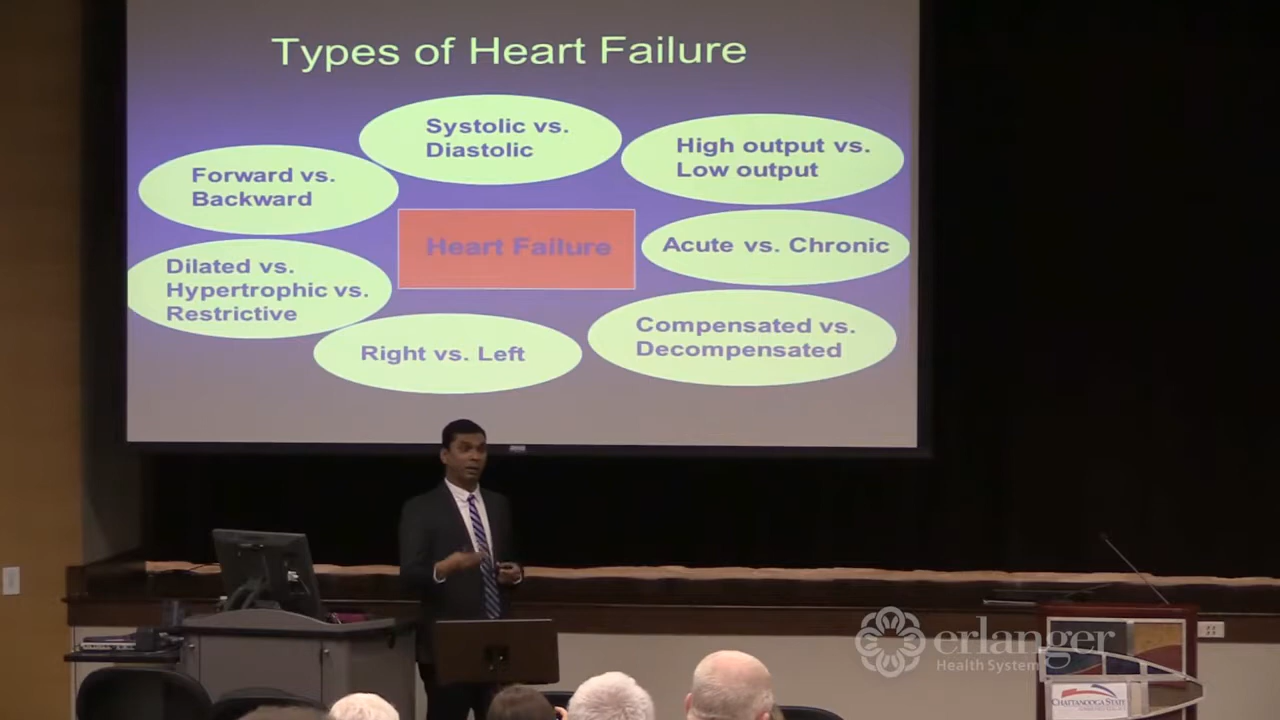 Types of Heart Failure
Systolic vs.
Diastolic
High output vs.
Low output
Forward vs.
Backward
Heart Failure
Acute vs. Chronic
Dilated vs.
Hypertrophic vs.
Restrictive
Compensated vs.
Decompensated
Right vs. Left
erlanger
Health System
Chattanooga State